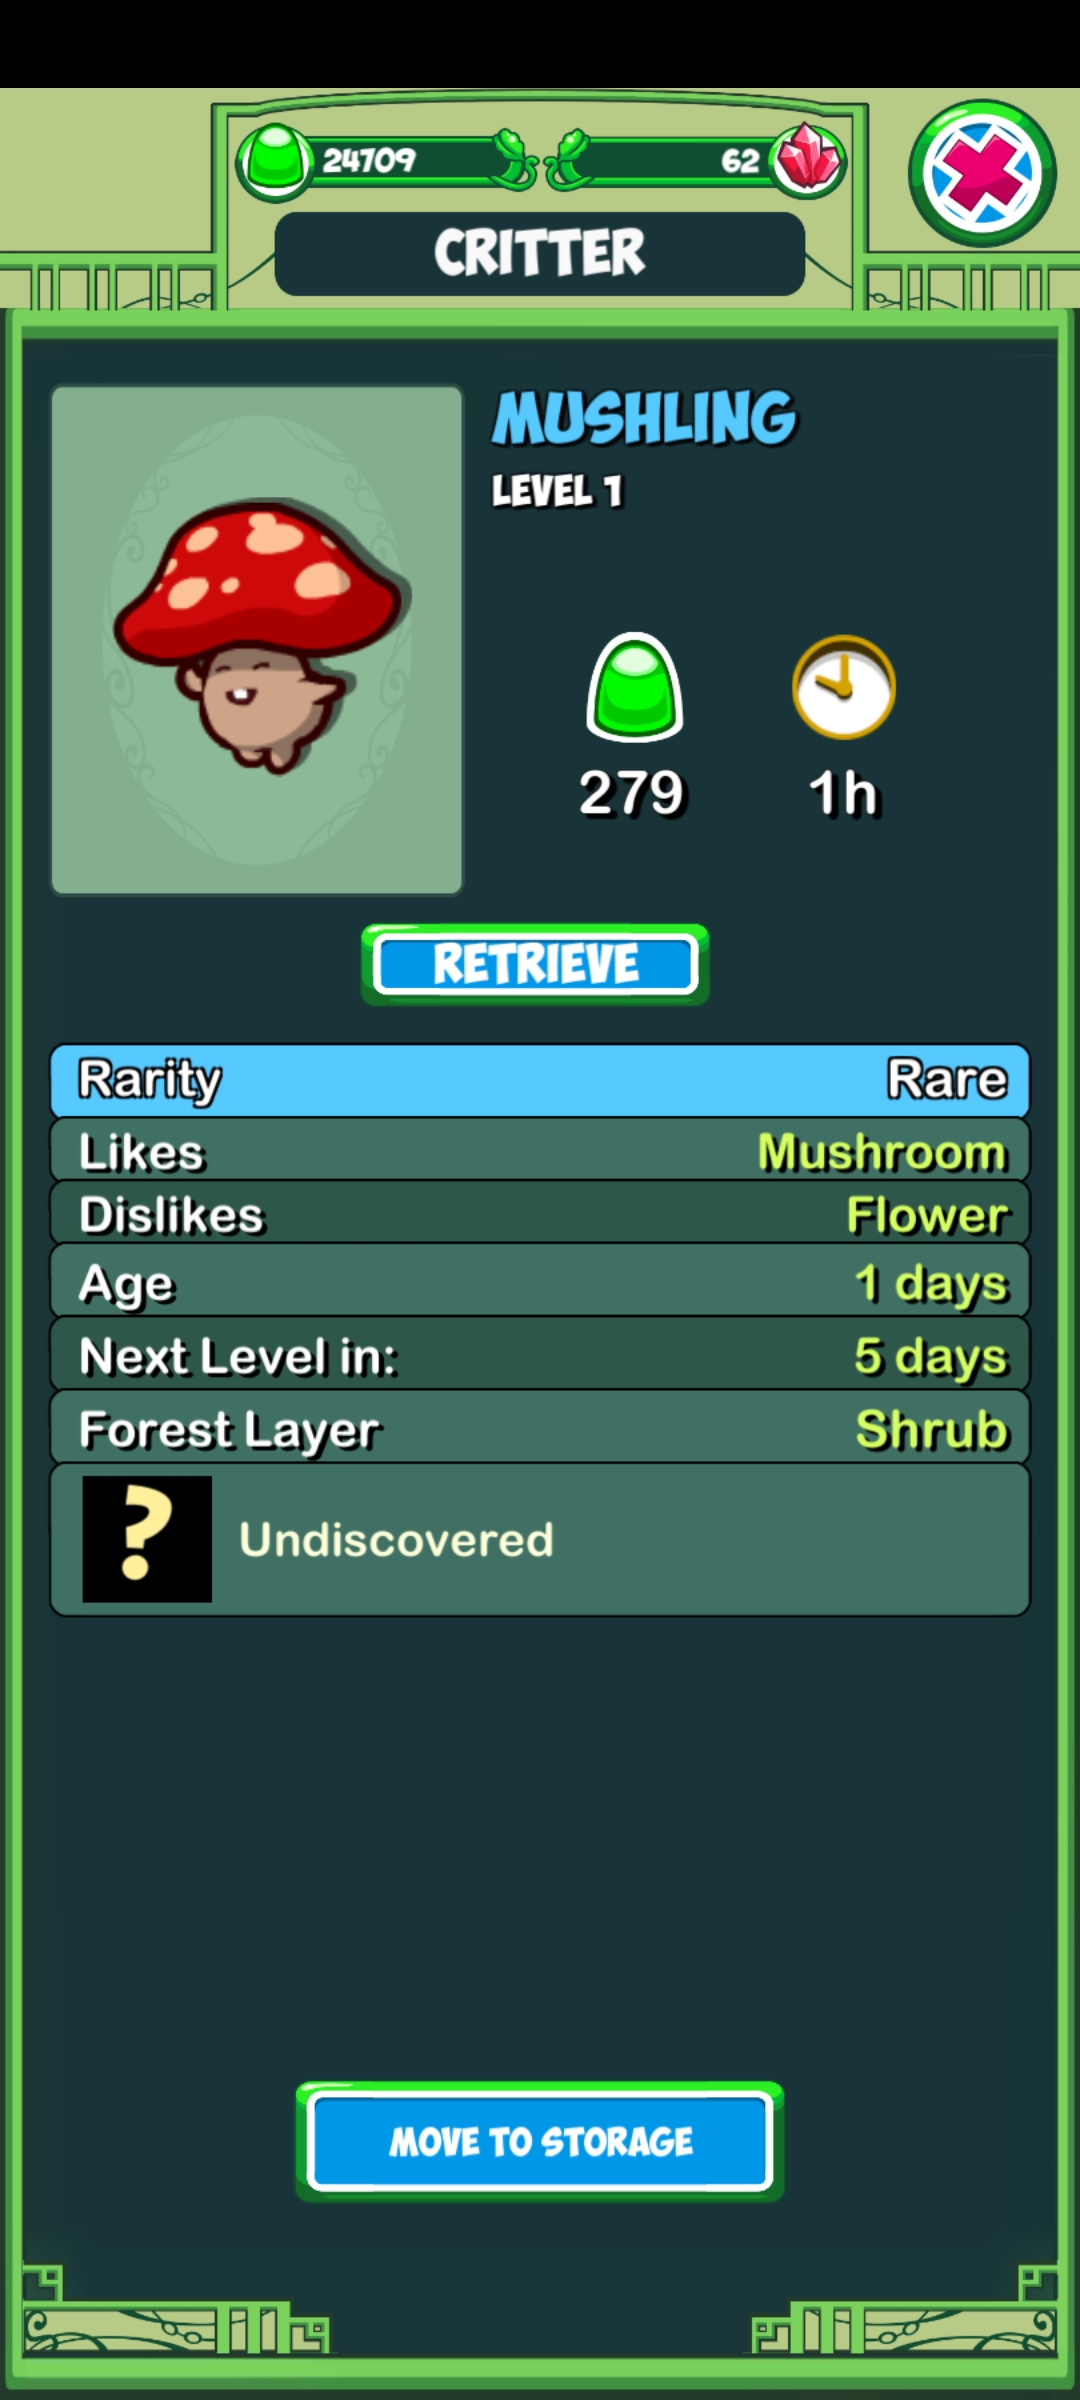 24709
62
CRITTER
MUSHLING
LEVEL 1
279
1h
RETRIEVE
Rarity Rare
Likes Mushroom
Dislikes Flower
Age 1 days
Next Level in: 5 days
Forest Layer Shrub
? Undiscovered
MOVE TO STORAGE